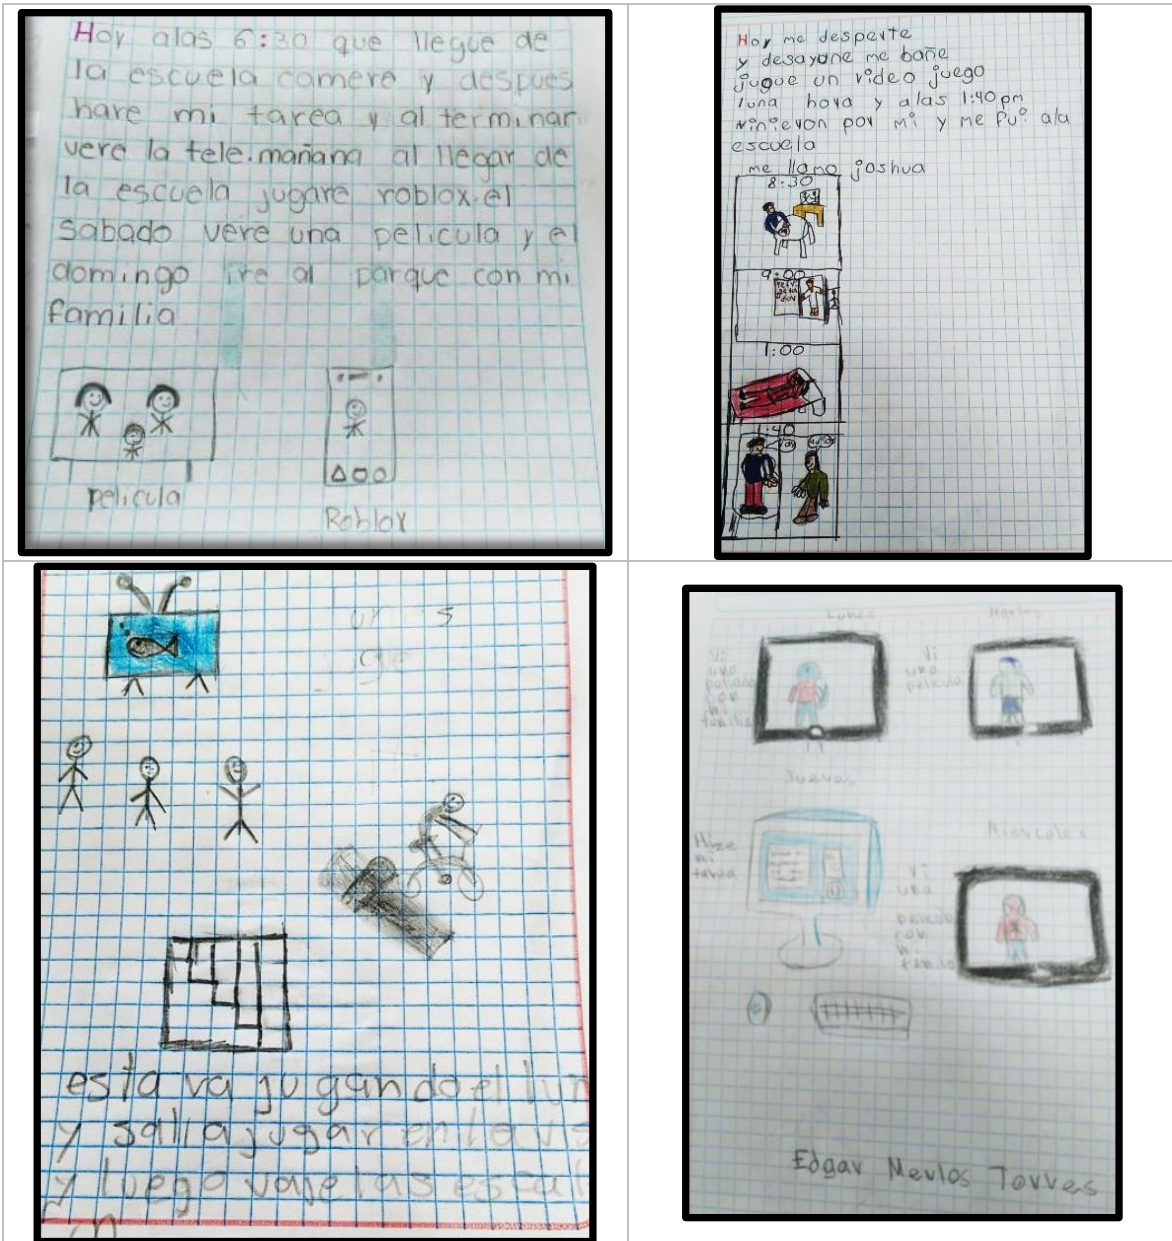 Hoy alas 6:30 que llegue de
la escuela comere y despues
hare mi tarea y al terminar
vere la tele.mañana al llegar de
la escuela jugare roblox.el
sabado vere una pelicula y el
domingo ire al parque con mi
familia
pelicula
Roblox
Hoy me desperte
y desayune me bañe
jugue un video juego
luna hora y alas 1:40 pm
vinieron por mi y me fui ala
escuela
me llamo joshua
8:30
9:00
1:00
1:40
esta va jugando el lun
y sali a jugar en la vis
y luego vaje las escal
Lunes
Vi
una
con
mi
familia
Martes
Vi
una
pelicula
Jueves
Hize
mi
tarea
Miercoles
Vi
una
pelicula
con
mi
familia
Edgar Merlos Torres